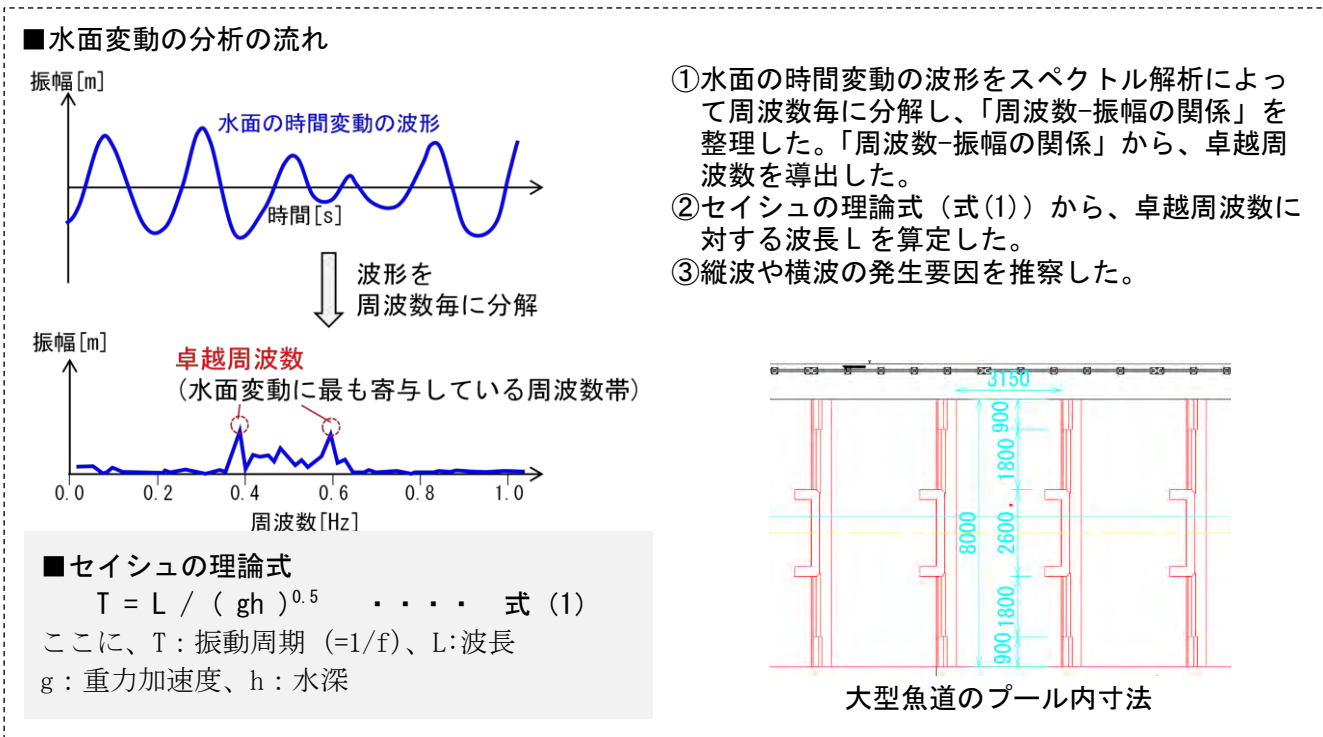 ■水面変動の分析の流れ
振幅[m]
水面の時間変動の波形
時間[s]
波形を
周波数毎に分解
振幅[m]
卓越周波数
(水面変動に最も寄与している周波数帯)
0.0 0.2 0.4 0.6 0.8 1.0
周波数[Hz]
■セイシュの理論式
T = L / ( gh )^0.5 ・・・・ 式(1)
ここに、T:振動周期 (=1/f)、L:波長
g:重力加速度、h:水深
①水面の時間変動の波形をスペクトル解析によっ
て周波数毎に分解し、「周波数-振幅の関係」を
整理した。「周波数-振幅の関係」から、卓越周
波数を導出した。
②セイシュの理論式(式(1))から、卓越周波数に
対する波長Lを算定した。
③縦波や横波の発生要因を推察した。
3150
900
1800
8000
2600
1800
900
大型魚道のプール内寸法